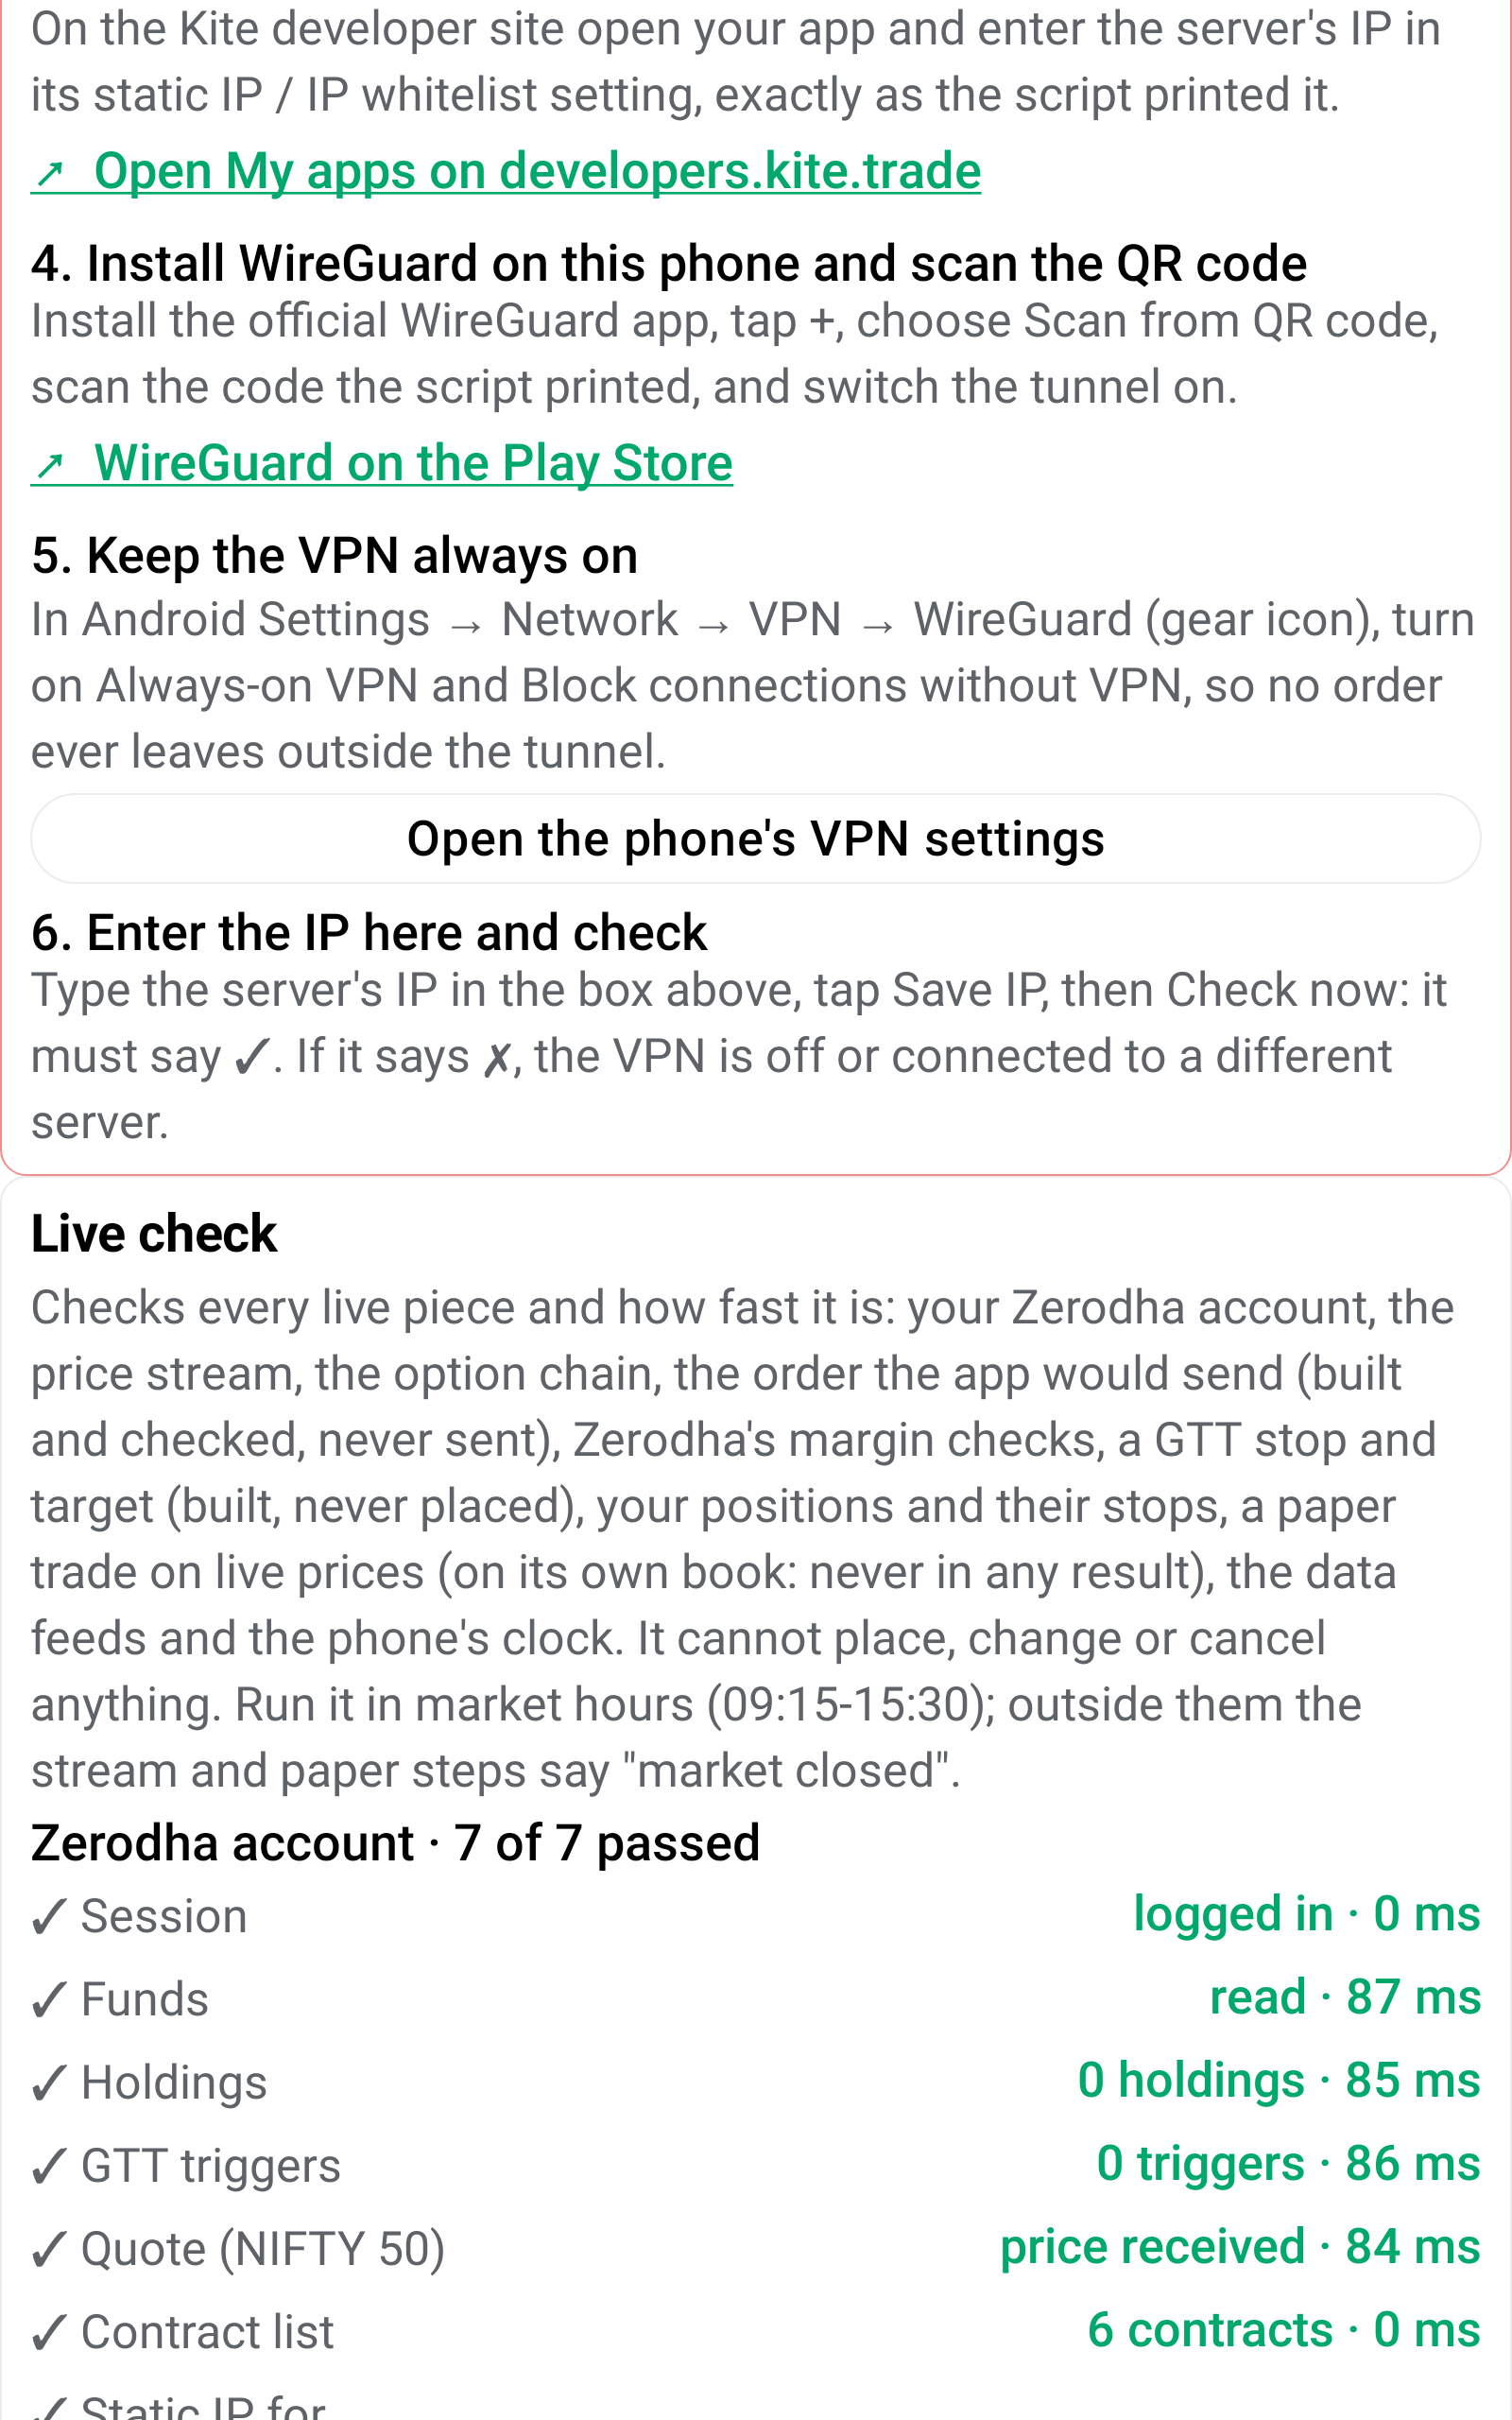 On the Kite developer site open your app and enter the server's IP in
its static IP / IP whitelist setting, exactly as the script printed it.
↗ Open My apps on developers.kite.trade
4. Install WireGuard on this phone and scan the QR code
Install the official WireGuard app, tap +, choose Scan from QR code,
scan the code the script printed, and switch the tunnel on.
↗ WireGuard on the Play Store
5. Keep the VPN always on
In Android Settings → Network → VPN → WireGuard (gear icon), turn
on Always-on VPN and Block connections without VPN, so no order
ever leaves outside the tunnel.
Open the phone's VPN settings
6. Enter the IP here and check
Type the server's IP in the box above, tap Save IP, then Check now: it
must say ✓. If it says ✗, the VPN is off or connected to a different
server.
Live check
Checks every live piece and how fast it is: your Zerodha account, the
price stream, the option chain, the order the app would send (built
and checked, never sent), Zerodha's margin checks, a GTT stop and
target (built, never placed), your positions and their stops, a paper
trade on live prices (on its own book: never in any result), the data
feeds and the phone's clock. It cannot place, change or cancel
anything. Run it in market hours (09:15-15:30); outside them the
stream and paper steps say "market closed".
Zerodha account · 7 of 7 passed
✓ Session logged in · 0 ms
✓ Funds read · 87 ms
✓ Holdings 0 holdings · 85 ms
✓ GTT triggers 0 triggers · 86 ms
✓ Quote (NIFTY 50) price received · 84 ms
✓ Contract list 6 contracts · 0 ms
✓ Static IP for